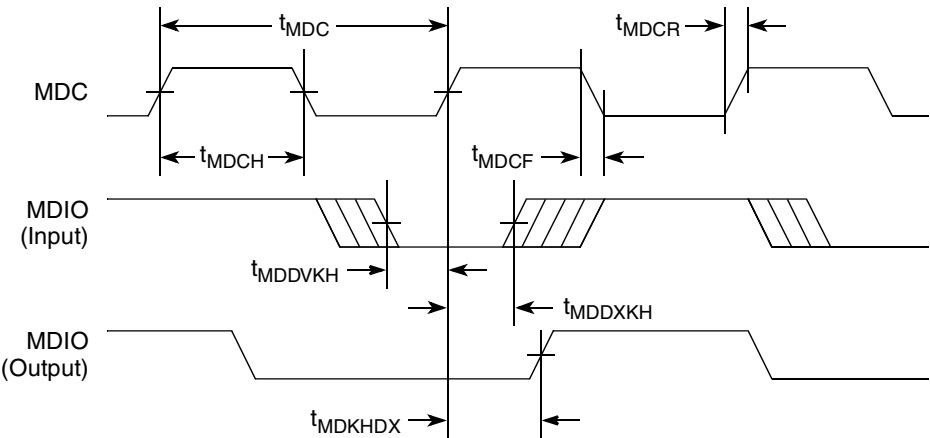 tMDC
tMDCR
MDC
tMDCH
tMDCF
MDIO
(Input)
tMDDVKH
tMDDXKH
MDIO
(Output)
tMDKHDX